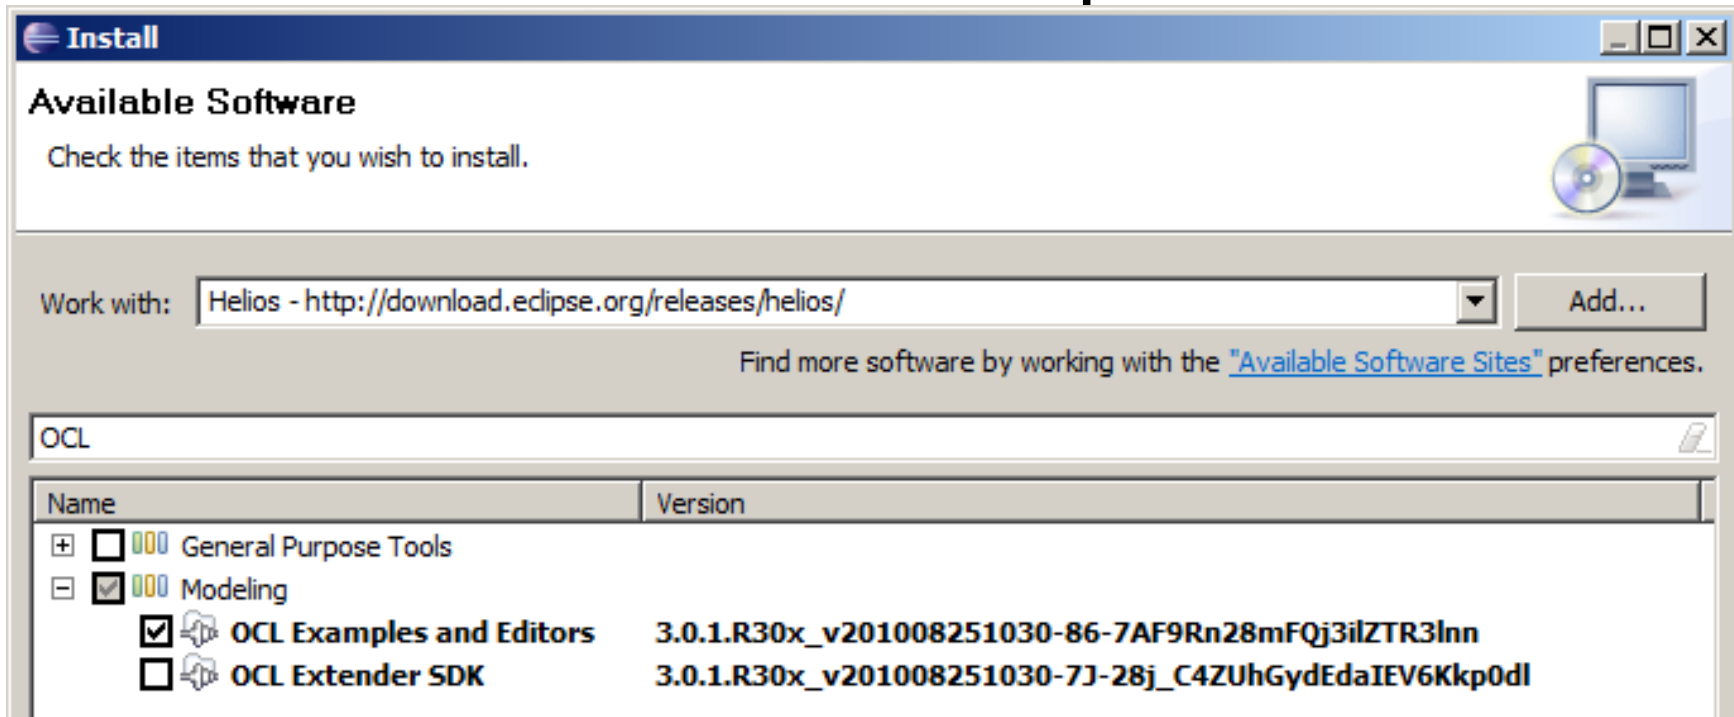 Install
Available Software
Check the items that you wish to install.
Work with: Helios - http://download.eclipse.org/releases/helios/ Add...
Find more software by working with the "Available Software Sites" preferences.
OCL
Name Version
General Purpose Tools
Modeling
OCL Examples and Editors 3.0.1.R30x_v201008251030-86-7AF9Rn28mFQj3ilZTR3lnn
OCL Extender SDK 3.0.1.R30x_v201008251030-7J-28j_C4ZUhGydEdaIEV6Kkp0dl